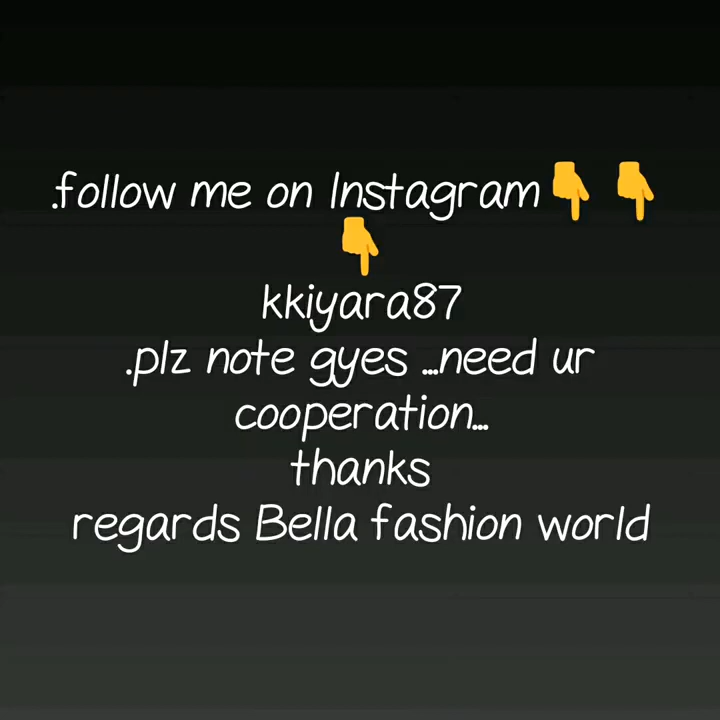 .follow me on Instagram👇 👇
👇
kkiyara87
.plz note gyes ...need ur
cooperation...
thanks
regards Bella fashion world